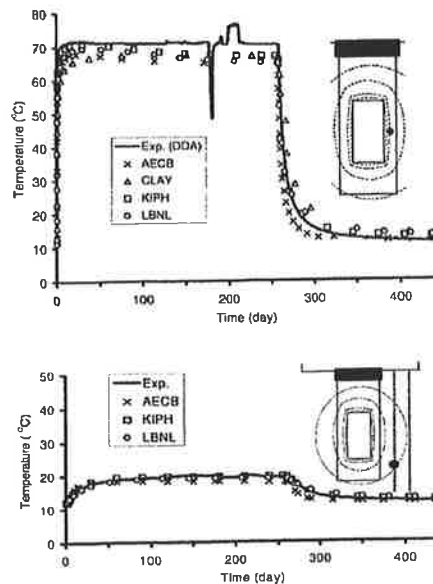 80
70
60
50
40
30
20
10
0
Temperature (°C)
Exp. (DDA)
AECB
CLAY
KIPH
LBNL
0 100 200 300 400
Time (day)
50
40
30
20
10
0
Temperature (°C)
Exp.
AECB
KIPH
LBNL
0 100 200 300 400
Time (day)